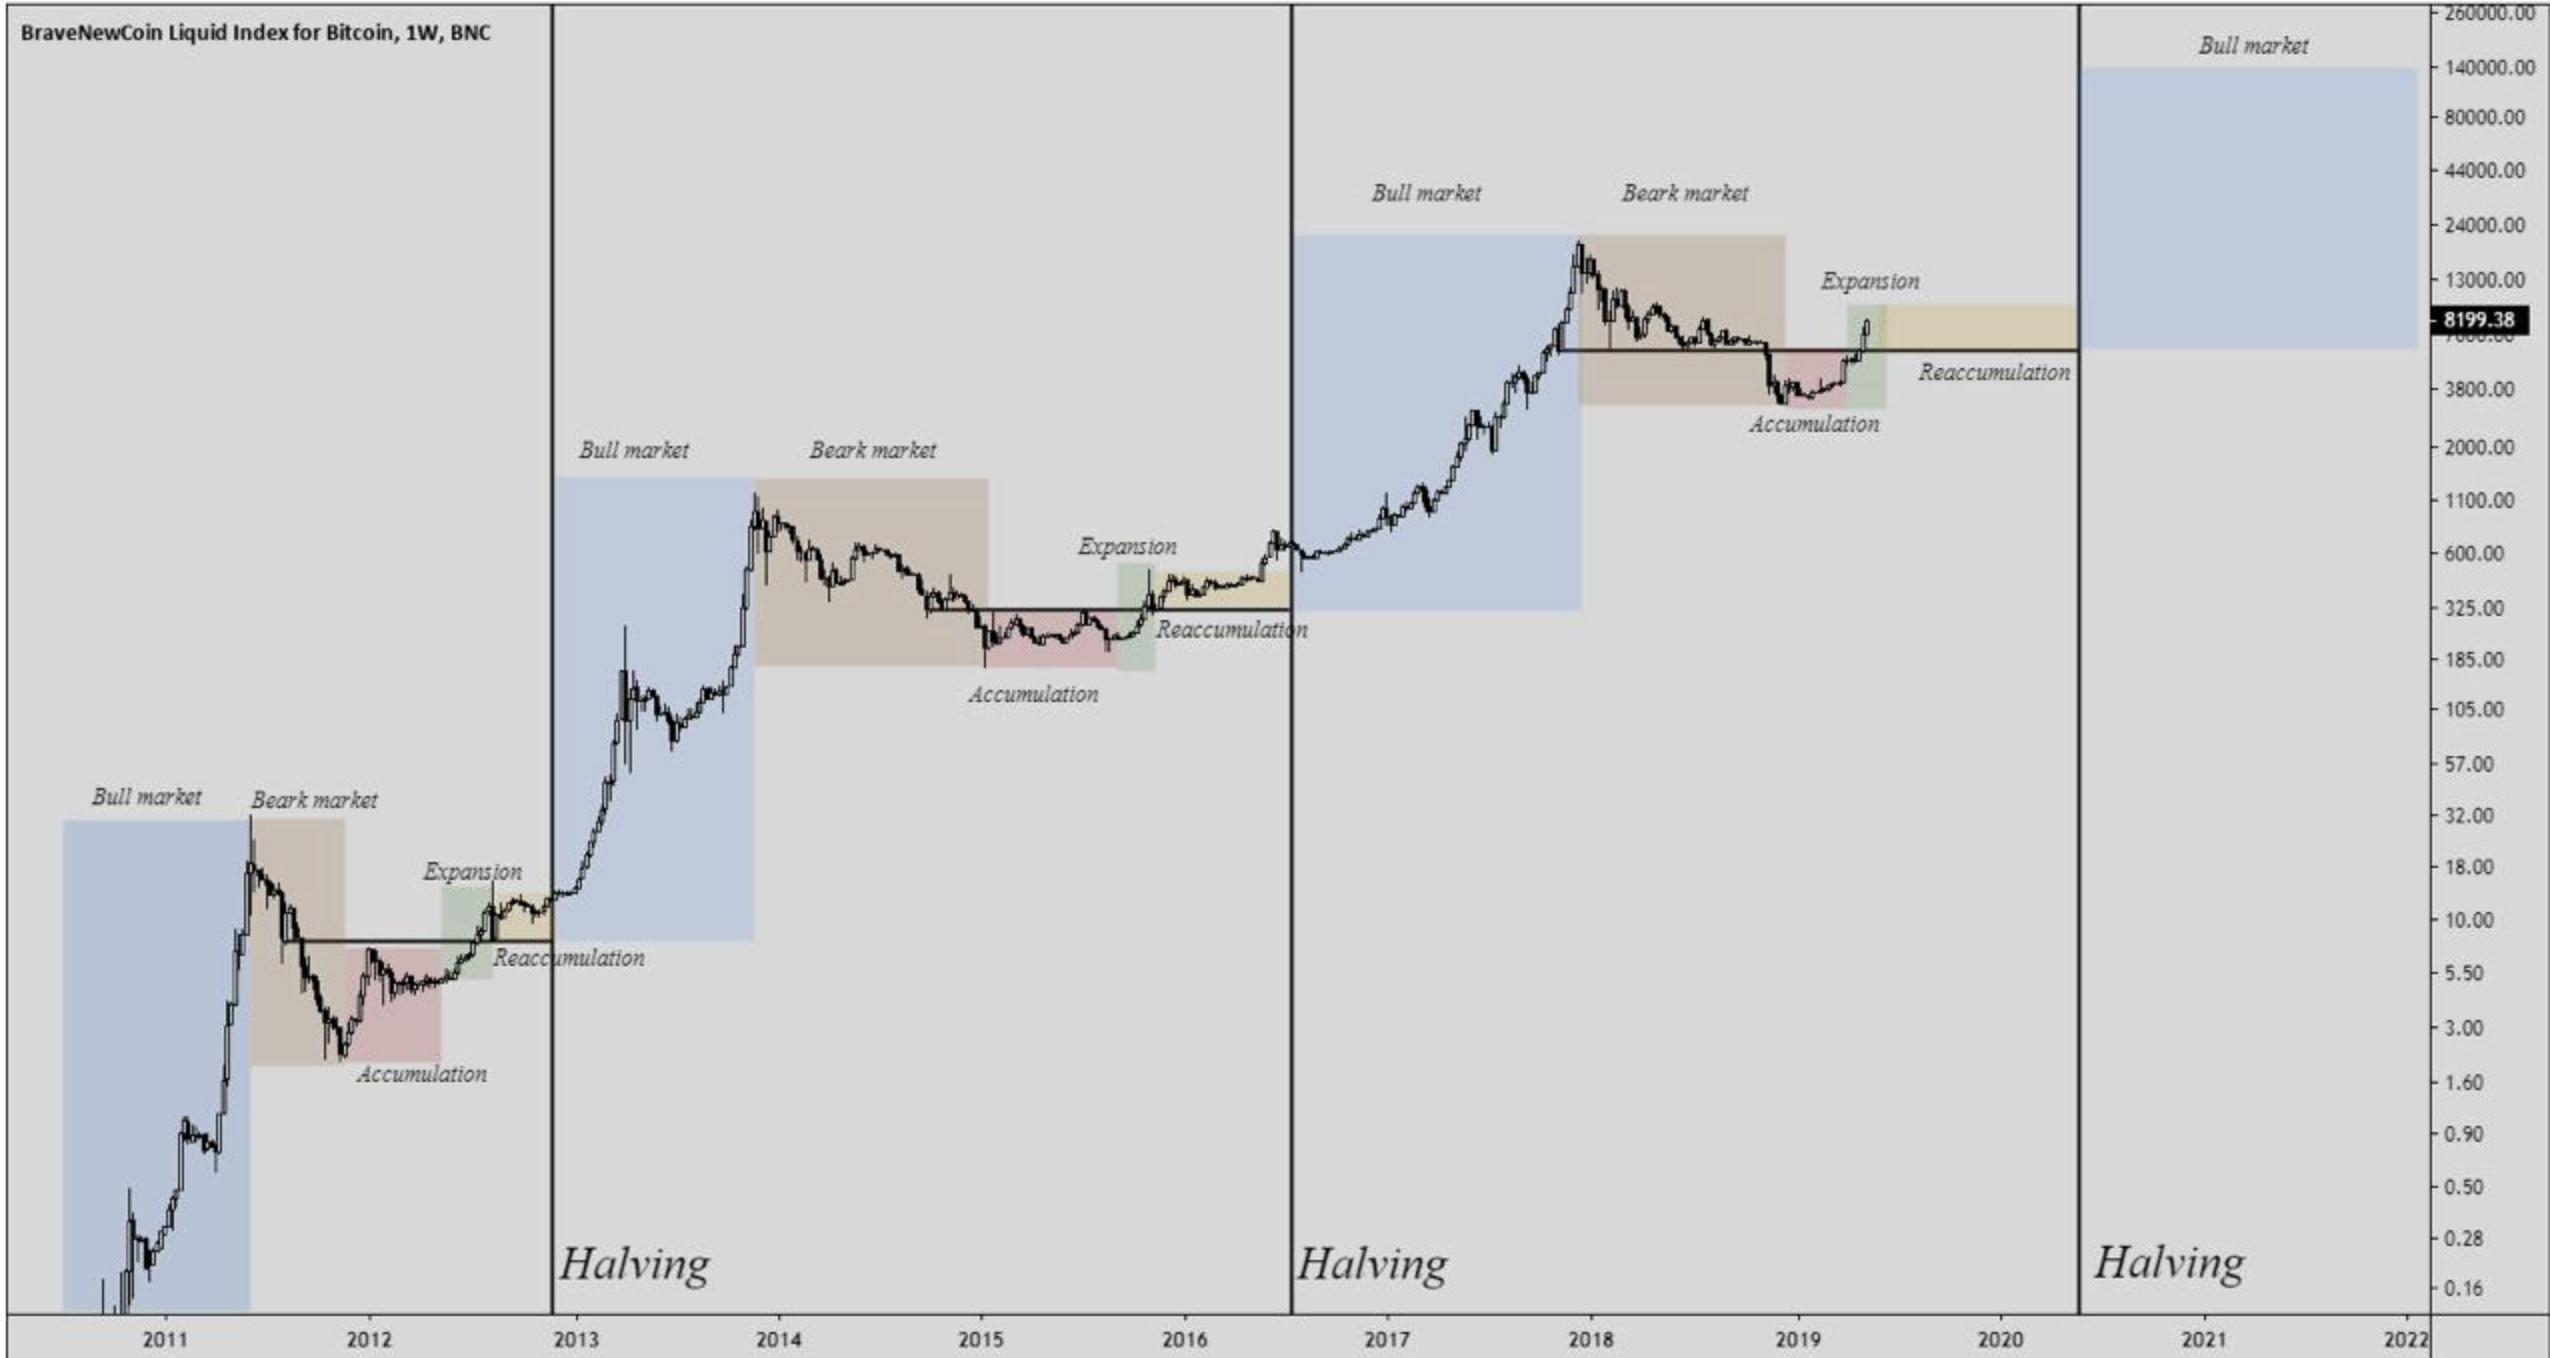 BraveNewCoin Liquid Index for Bitcoin, 1W, BNC
260000.00
Bull market
140000.00
80000.00
44000.00
Bull market
Beark market
24000.00
Expansion
13000.00
8199.38
Reaccumulation
3800.00
Accumulation
Bull market
Beark market
2000.00
1100.00
Expansion
600.00
325.00
Reaccumulation
185.00
Accumulation
105.00
57.00
Bull market
Beark market
32.00
Expansion
18.00
10.00
Reaccumulation
5.50
3.00
Accumulation
1.60
0.90
0.50
0.28
Halving
Halving
Halving
0.16
2011 2012 2013 2014 2015 2016 2017 2018 2019 2020 2021 2022